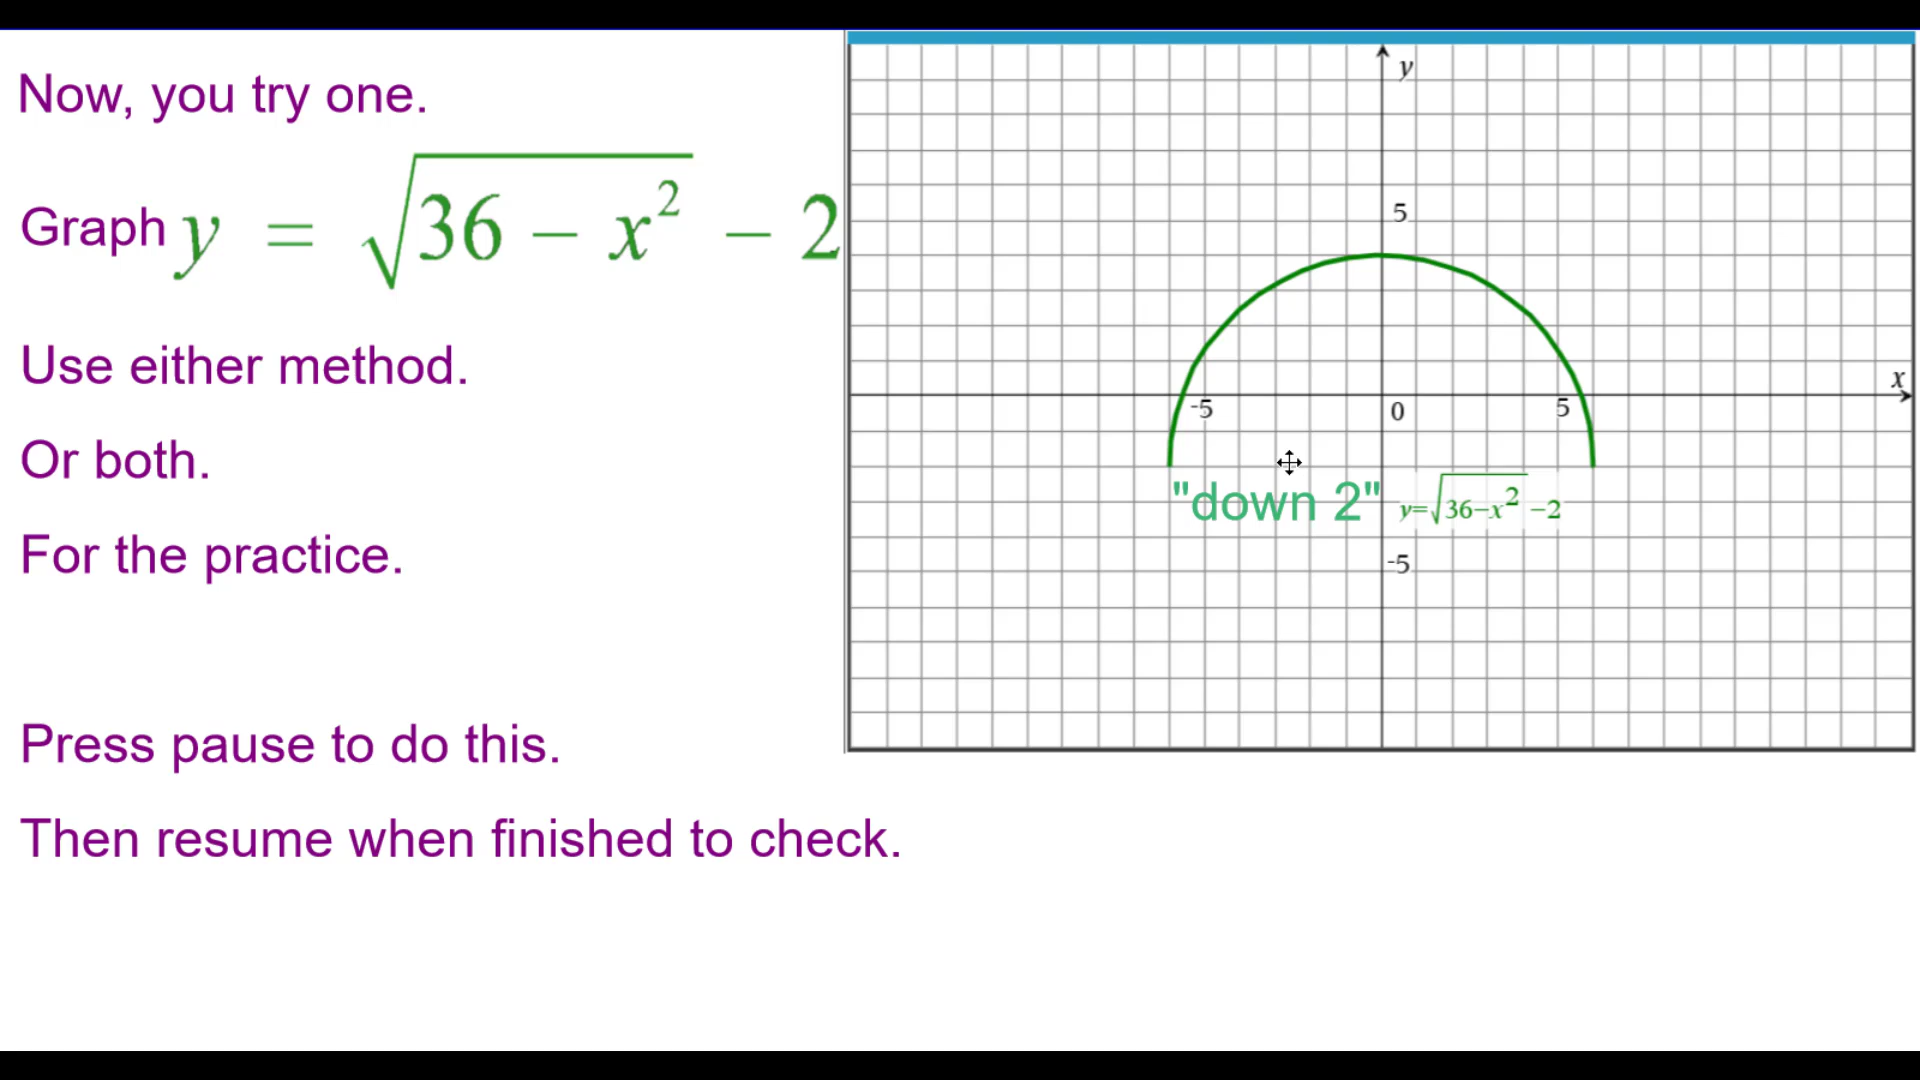 Now, you try one.
Graph y = √36 − x² − 2
Use either method.
Or both.
For the practice.
Press pause to do this.
Then resume when finished to check.
y
5
x
-5
0
5
"down 2"
y=√36−x² −2
-5